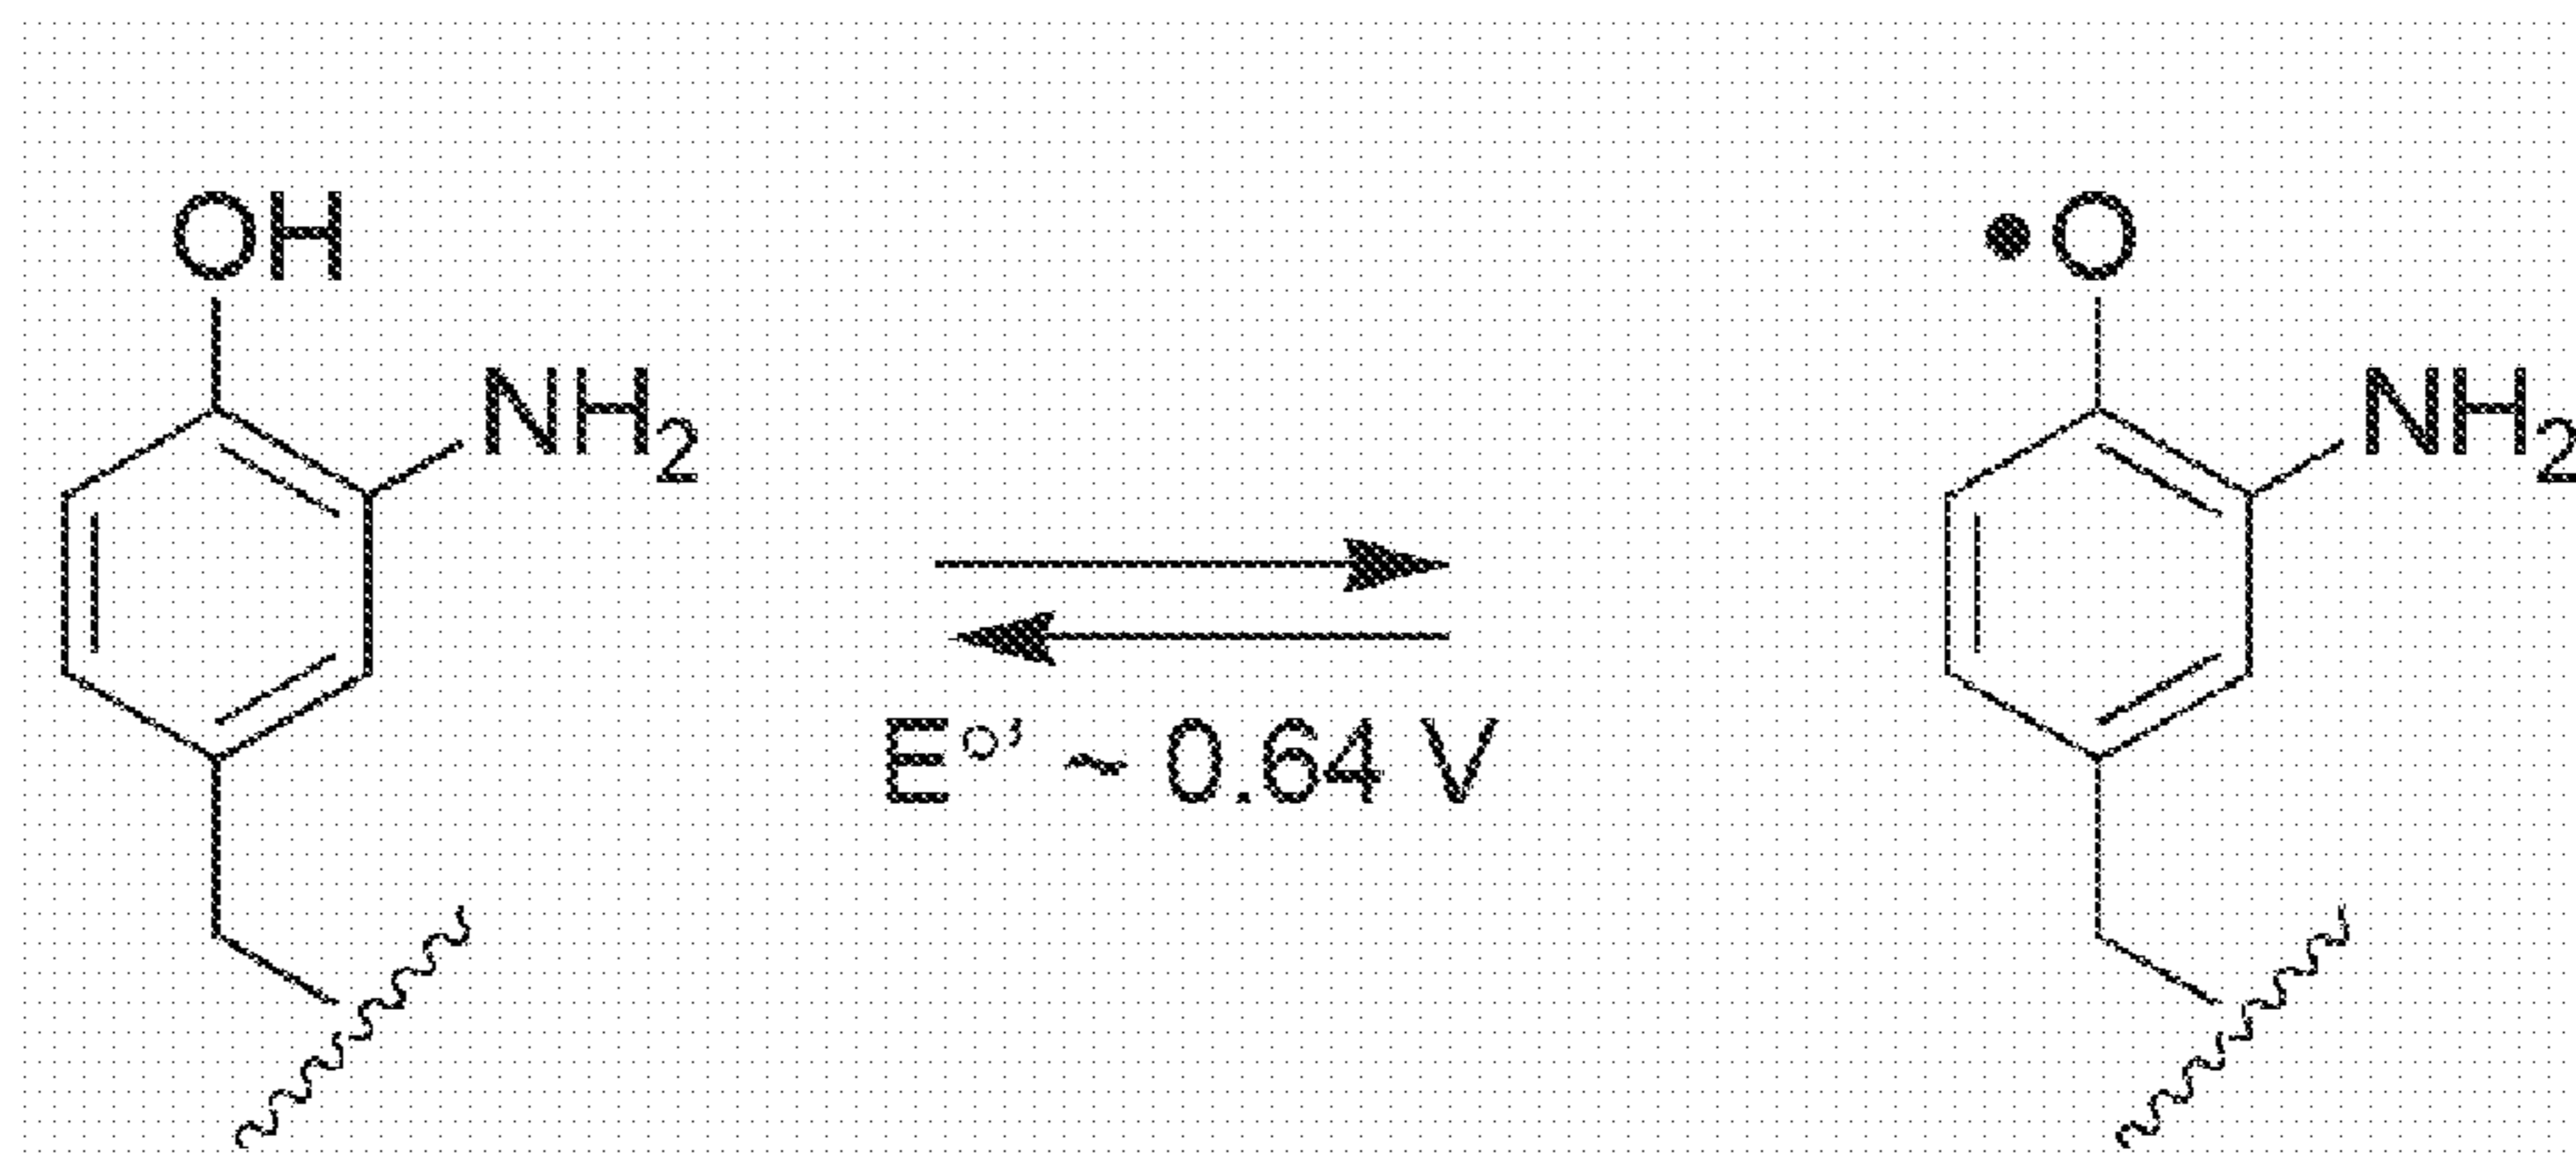 OH
•O
NH₂
NH₂
E°' ~ 0.64 V